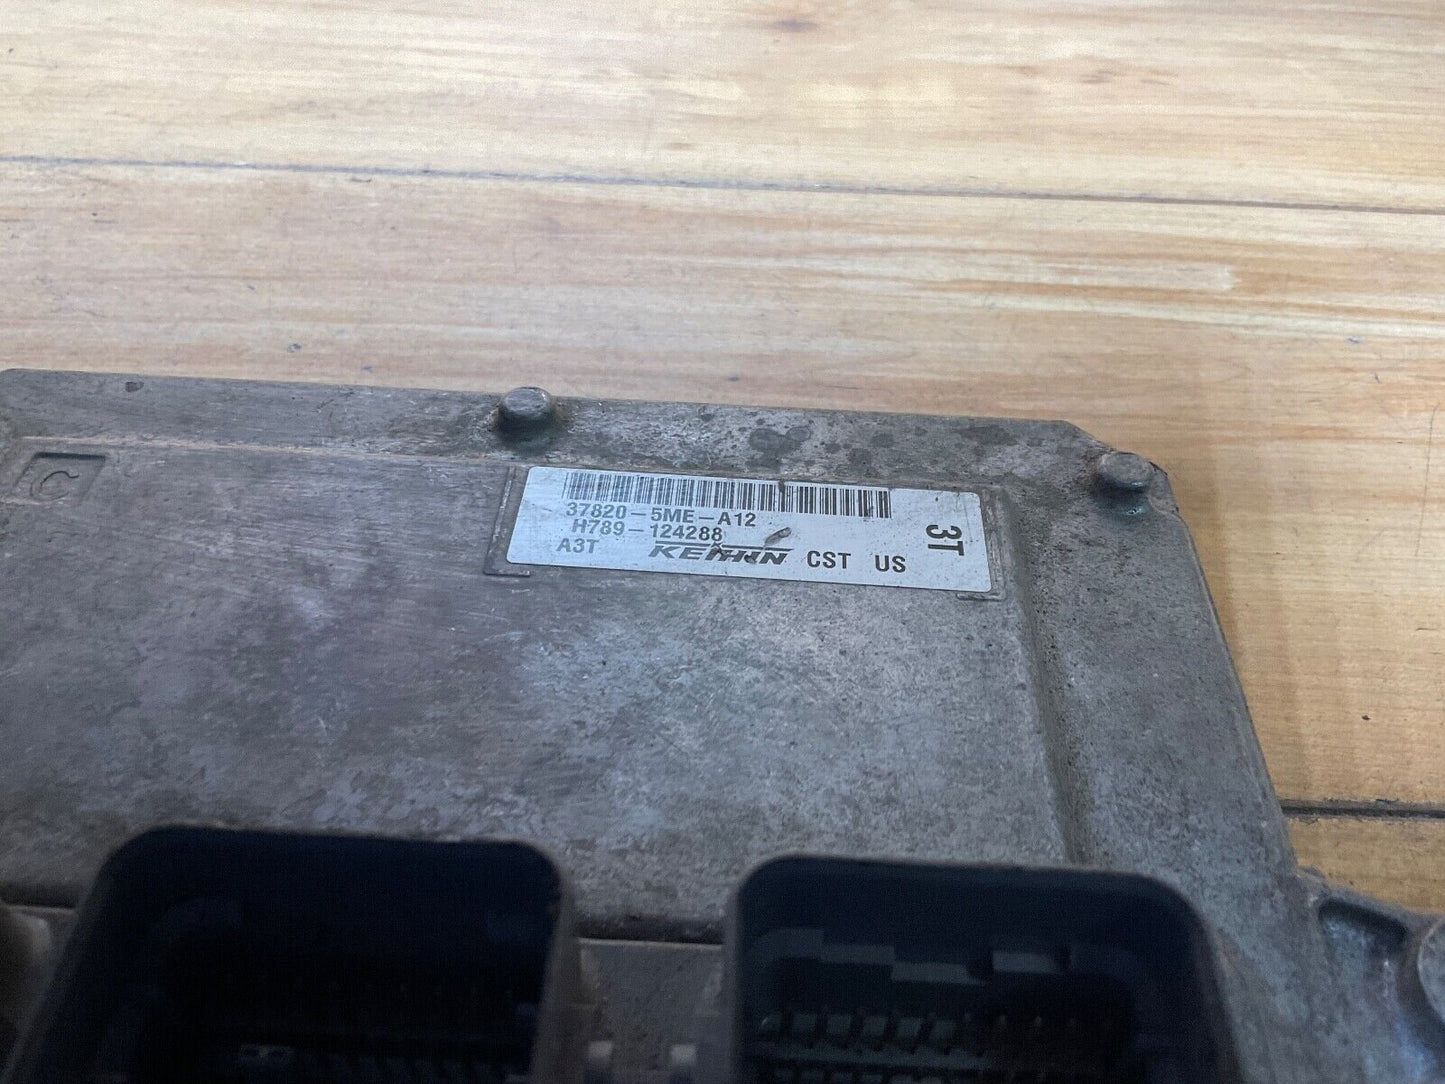 C
37820-5ME-A12
H789-124288
A3T KEIHIN CST US
3T